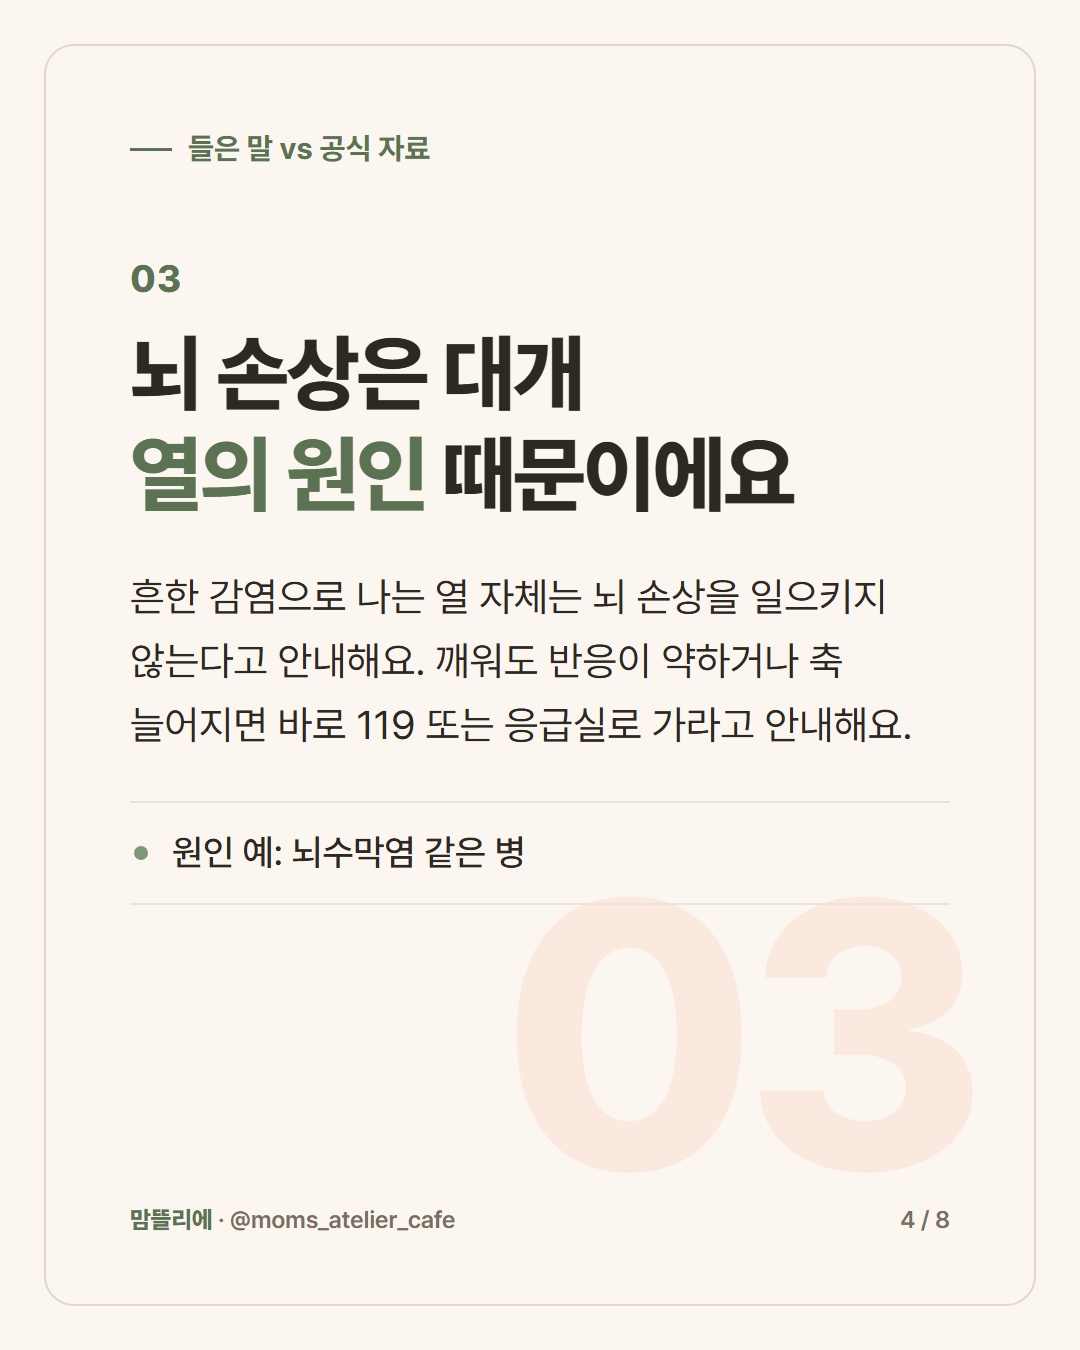 들은 말 vs 공식 자료
03
뇌 손상은 대개
열의 원인 때문이에요
흔한 감염으로 나는 열 자체는 뇌 손상을 일으키지
않는다고 안내해요. 깨워도 반응이 약하거나 축
늘어지면 바로 119 또는 응급실로 가라고 안내해요.
원인 예: 뇌수막염 같은 병
03
맘뜰리에 · @moms_atelier_cafe
4 / 8